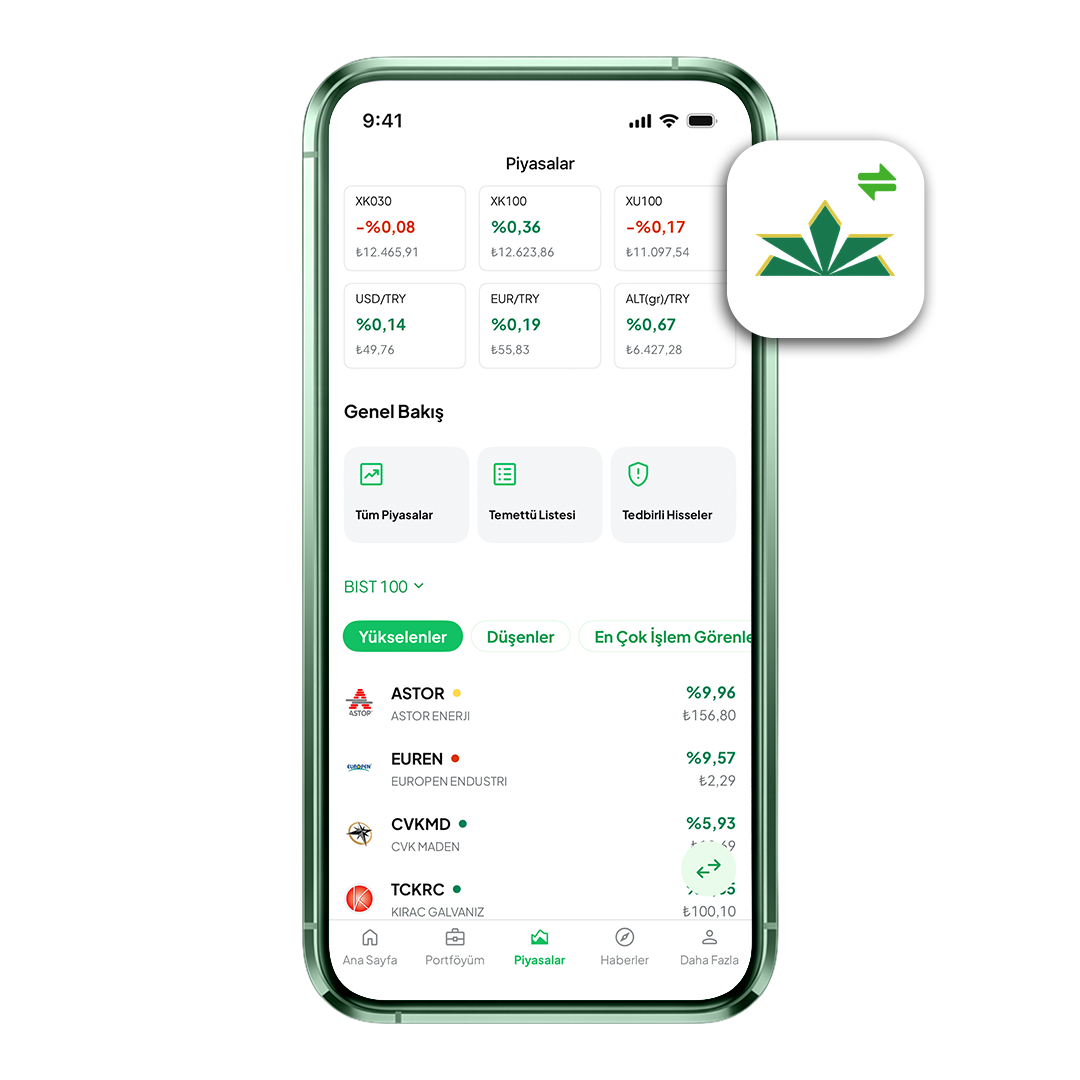 9:41
Piyasalar
XK030
-%0,08
₺12.465,91
XK100
%0,36
₺12.623,86
XU100
-%0,17
₺11.097,54
USD/TRY
%0,14
₺49,76
EUR/TRY
%0,19
₺55,83
ALT(gr)/TRY
%0,67
₺6.427,28
Genel Bakış
Tüm Piyasalar
Temettü Listesi
Tedbirli Hisseler
BIST 100
Yükselenler
Düşenler
En Çok İşlem Görenle
ASTOR
%9,96
ASTOR
ASTOR ENERJI
₺156,80
EUREN
%9,57
EUROPEN
EUROPEN ENDUSTRI
₺2,29
CVKMD
%5,93
CVK MADEN
TCKRC
KIRAC GALVANIZ
₺100,10
Ana Sayfa
Portföyüm
Piyasalar
Haberler
Daha Fazla